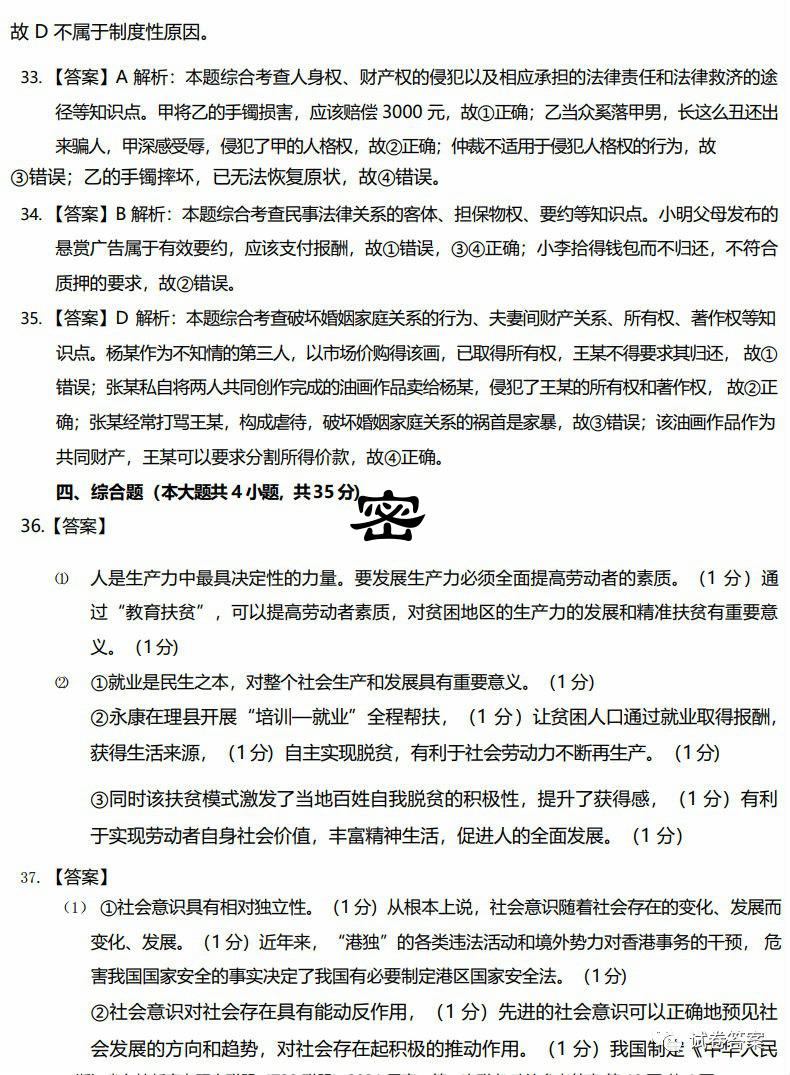 故 D 不属于制度性原因。
33. 【答案】A 解析：本题综合考查人身权、财产权的侵犯以及相应承担的法律责任和法律救济的途
径等知识点。甲将乙的手镯损害，应该赔偿 3000 元，故①正确；乙当众奚落甲男，长这么丑还出
来骗人，甲深感受辱，侵犯了甲的人格权，故②正确；仲裁不适用于侵犯人格权的行为，故
③错误；乙的手镯摔坏，已无法恢复原状，故④错误。
34. 【答案】B 解析：本题综合考查民事法律关系的客体、担保物权、要约等知识点。小明父母发布的
悬赏广告属于有效要约，应该支付报酬，故①错误，③④正确；小李拾得钱包而不归还，不符合
质押的要求，故②错误。
35. 【答案】D 解析：本题综合考查破坏婚姻家庭关系的行为、夫妻间财产关系、所有权、著作权等知
识点。杨某作为不知情的第三人，以市场价购得该画，已取得所有权，王某不得要求其归还， 故①
错误；张某私自将两人共同创作完成的油画作品卖给杨某，侵犯了王某的所有权和著作权， 故②正
确；张某经常打骂王某，构成虐待，破坏婚姻家庭关系的祸首是家暴，故③错误；该油画作品作为
共同财产，王某可以要求分割所得价款，故④正确。
四、综合题（本大题共 4 小题，共 35 分)
密
36.【答案】
⑴ 人是生产力中最具决定性的力量。要发展生产力必须全面提高劳动者的素质。（1 分）通
过“教育扶贫”，可以提高劳动者素质，对贫困地区的生产力的发展和精准扶贫有重要意
义。（1分)
⑵ ①就业是民生之本，对整个社会生产和发展具有重要意义。（1分)
②永康在理县开展“培训—就业”全程帮扶，（1 分）让贫困人口通过就业取得报酬，
获得生活来源，（1分) 自主实现脱贫，有利于社会劳动力不断再生产。（1分)
③同时该扶贫模式激发了当地百姓自我脱贫的积极性，提升了获得感，（1 分）有利
于实现劳动者自身社会价值，丰富精神生活，促进人的全面发展。（1 分）
37. 【答案】
（1） ①社会意识具有相对独立性。（1分）从根本上说，社会意识随着社会存在的变化、发展而
变化、发展。（1分）近年来，“港独”的各类违法活动和境外势力对香港事务的干预， 危
害我国国家安全的事实决定了我国有必要制定港区国家安全法。（1分)
②社会意识对社会存在具有能动反作用，（1 分）先进的社会意识可以正确地预见社
会发展的方向和趋势，对社会存在起积极的推动作用。（1 分）我国制定《中华人民
试卷答案